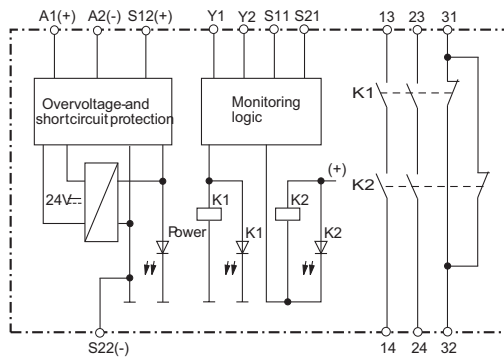 A1(+) A2(-) S12(+) Y1 Y2 S11 S21 13 23 31
Overvoltage-and
shortcircuit protection
Monitoring
logic
K1
(+)
24V
K1
K2
K2
Power
K1
K2
S22(-)
14 24 32